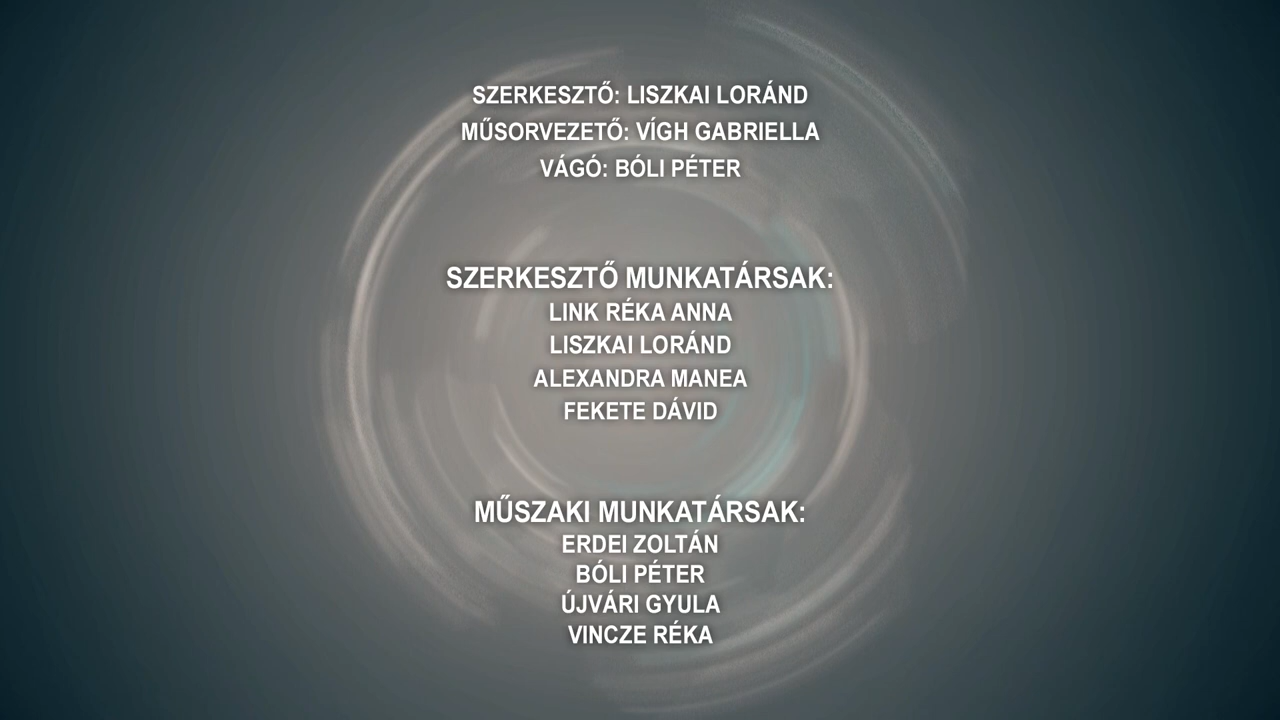 SZERKESZTŐ: LISZKAI LORÁND
MŰSORVEZETŐ: VÍGH GABRIELLA
VÁGÓ: BÓLI PÉTER
SZERKESZTŐ MUNKATÁRSAK:
LINK RÉKA ANNA
LISZKAI LORÁND
ALEXANDRA MANEA
FEKETE DÁVID
MŰSZAKI MUNKATÁRSAK:
ERDEI ZOLTÁN
BÓLI PÉTER
ÚJVÁRI GYULA
VINCZE RÉKA